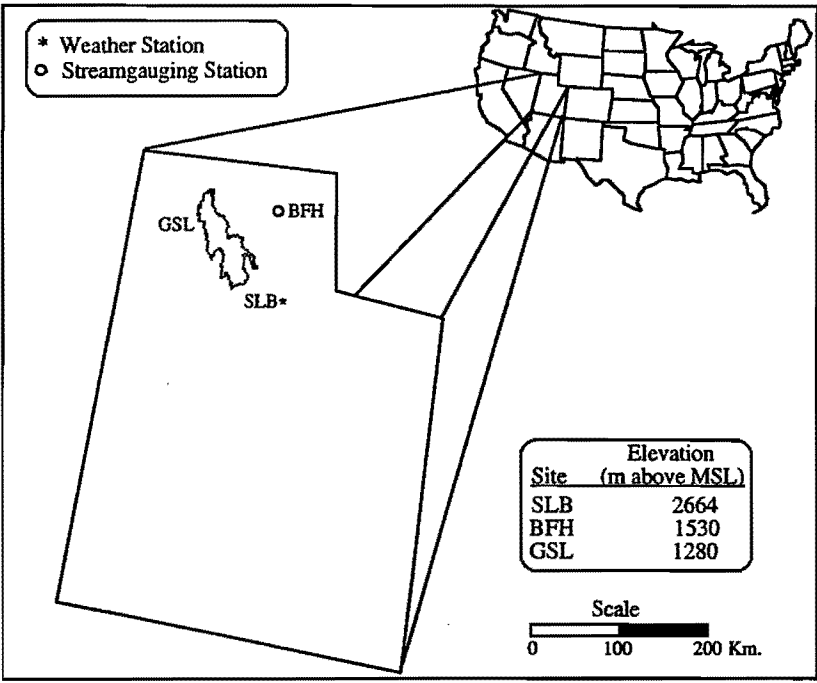 * Weather Station
o Streamgauging Station
GSL
BFH
SLB*
Elevation
Site (m above MSL)
SLB 2664
BFH 1530
GSL 1280
Scale
0 100 200 Km.